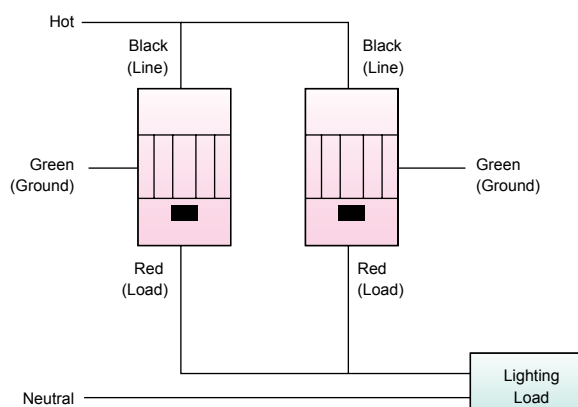 Hot
Black
(Line)
Black
(Line)
Green
(Ground)
Green
(Ground)
Red
(Load)
Red
(Load)
Lighting
Load
Neutral